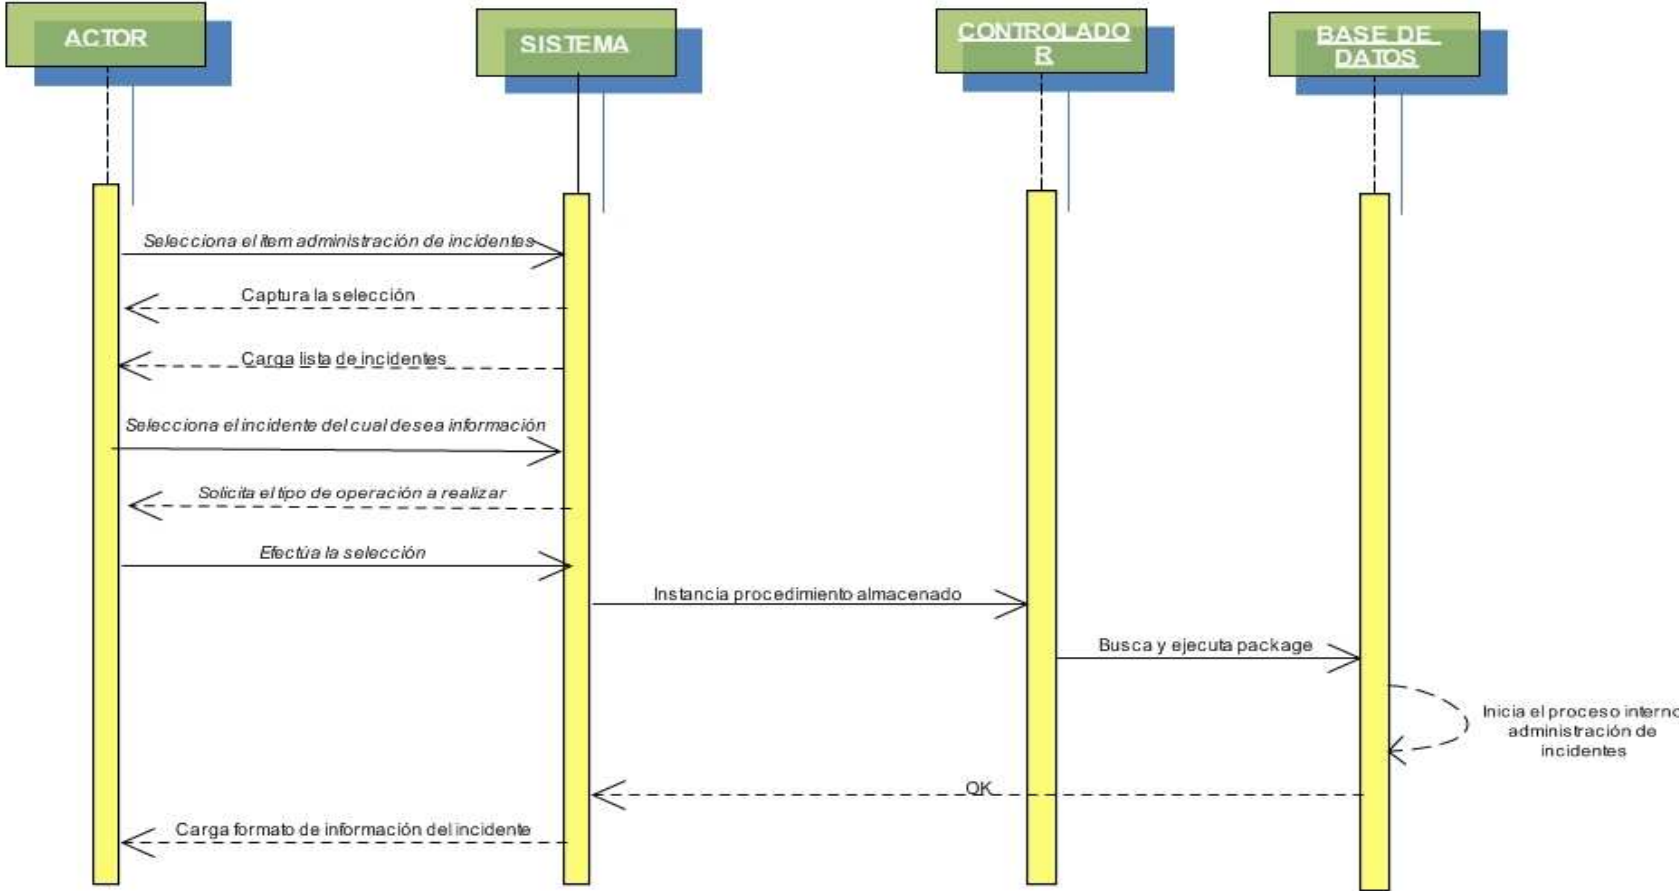 ACTOR
SISTEMA
CONTROLADO
R
BASE DE
DATOS
Selecciona el ítem administración de incidentes
Captura la selección
Carga lista de incidentes
Selecciona el incidente del cual desea información
Solicita el tipo de operación a realizar
Efectúa la selección
Instancia procedimiento almacenado
Busca y ejecuta package
Inicia el proceso interno
administración de
incidentes
OK
Carga formato de información del incidente